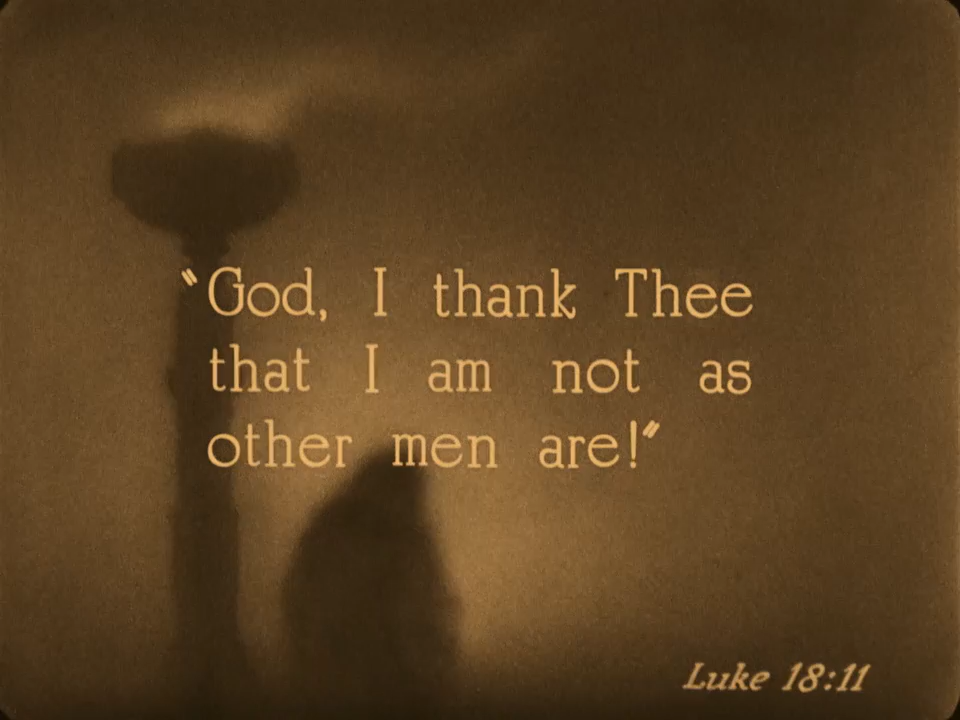 "God, I thank Thee
that I am not as
other men are!"
Luke 18:11